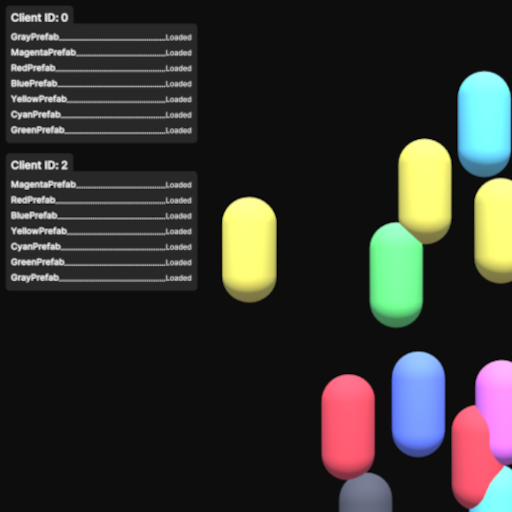 Client ID: 0
GrayPrefab Loaded
MagentaPrefab Loaded
RedPrefab Loaded
BluePrefab Loaded
YellowPrefab Loaded
CyanPrefab Loaded
GreenPrefab Loaded
Client ID: 2
MagentaPrefab Loaded
RedPrefab Loaded
BluePrefab Loaded
YellowPrefab Loaded
CyanPrefab Loaded
GreenPrefab Loaded
GrayPrefab Loaded